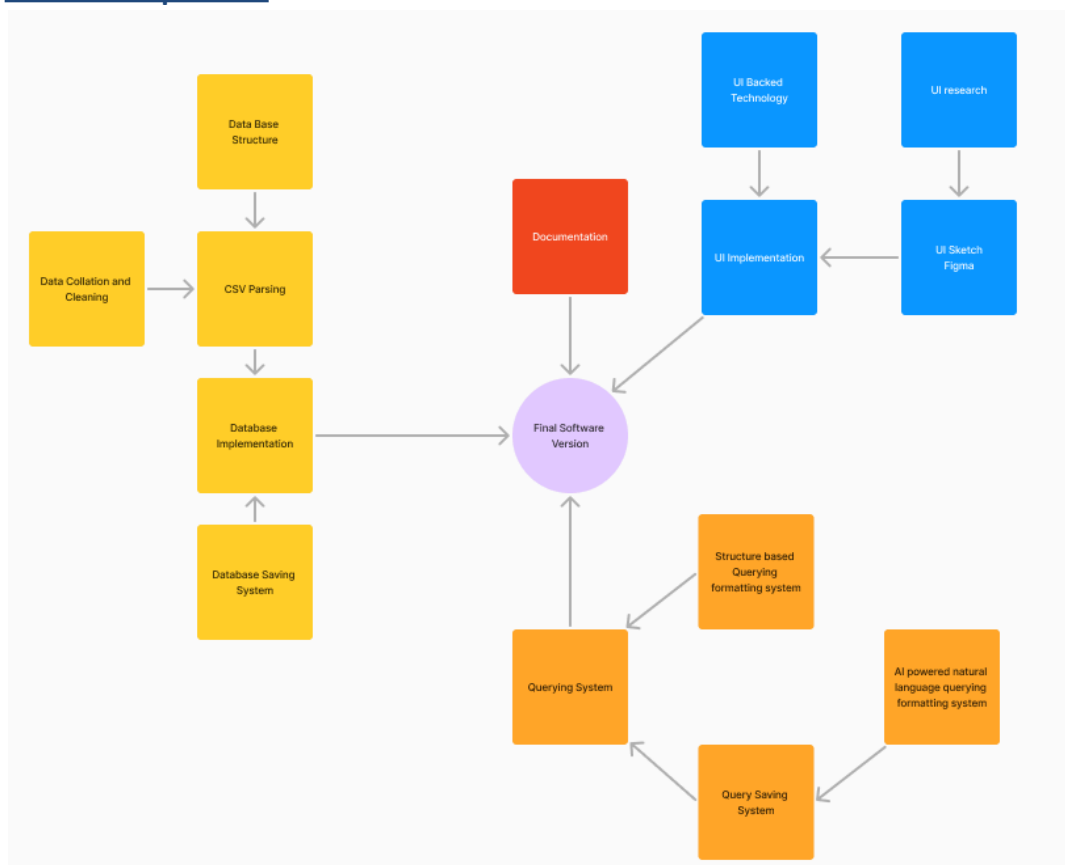 UI Backed
Technology
UI research
Data Base
Structure
Documentation
UI Implementation
UI Sketch
Figma
Data Collation and
Cleaning
CSV Parsing
Database
Implementation
Final Software
Version
Database Saving
System
Structure based
Querying
formatting system
Querying System
AI powered natural
language querying
formatting system
Query Saving
System